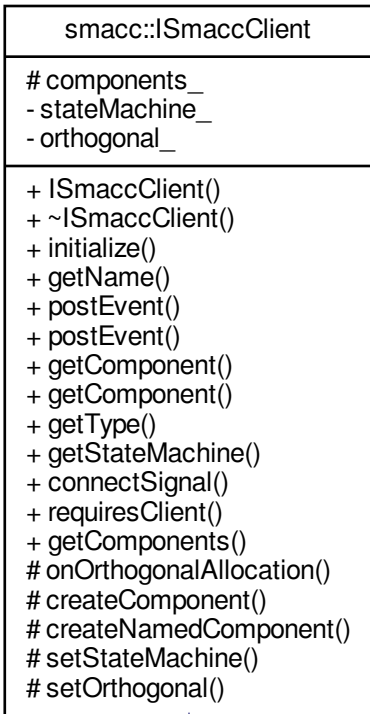 smacc::ISmaccClient
# components_
- stateMachine_
- orthogonal_
+ ISmaccClient()
+ ~ISmaccClient()
+ initialize()
+ getName()
+ postEvent()
+ postEvent()
+ getComponent()
+ getComponent()
+ getType()
+ getStateMachine()
+ connectSignal()
+ requiresClient()
+ getComponents()
# onOrthogonalAllocation()
# createComponent()
# createNamedComponent()
# setStateMachine()
# setOrthogonal()